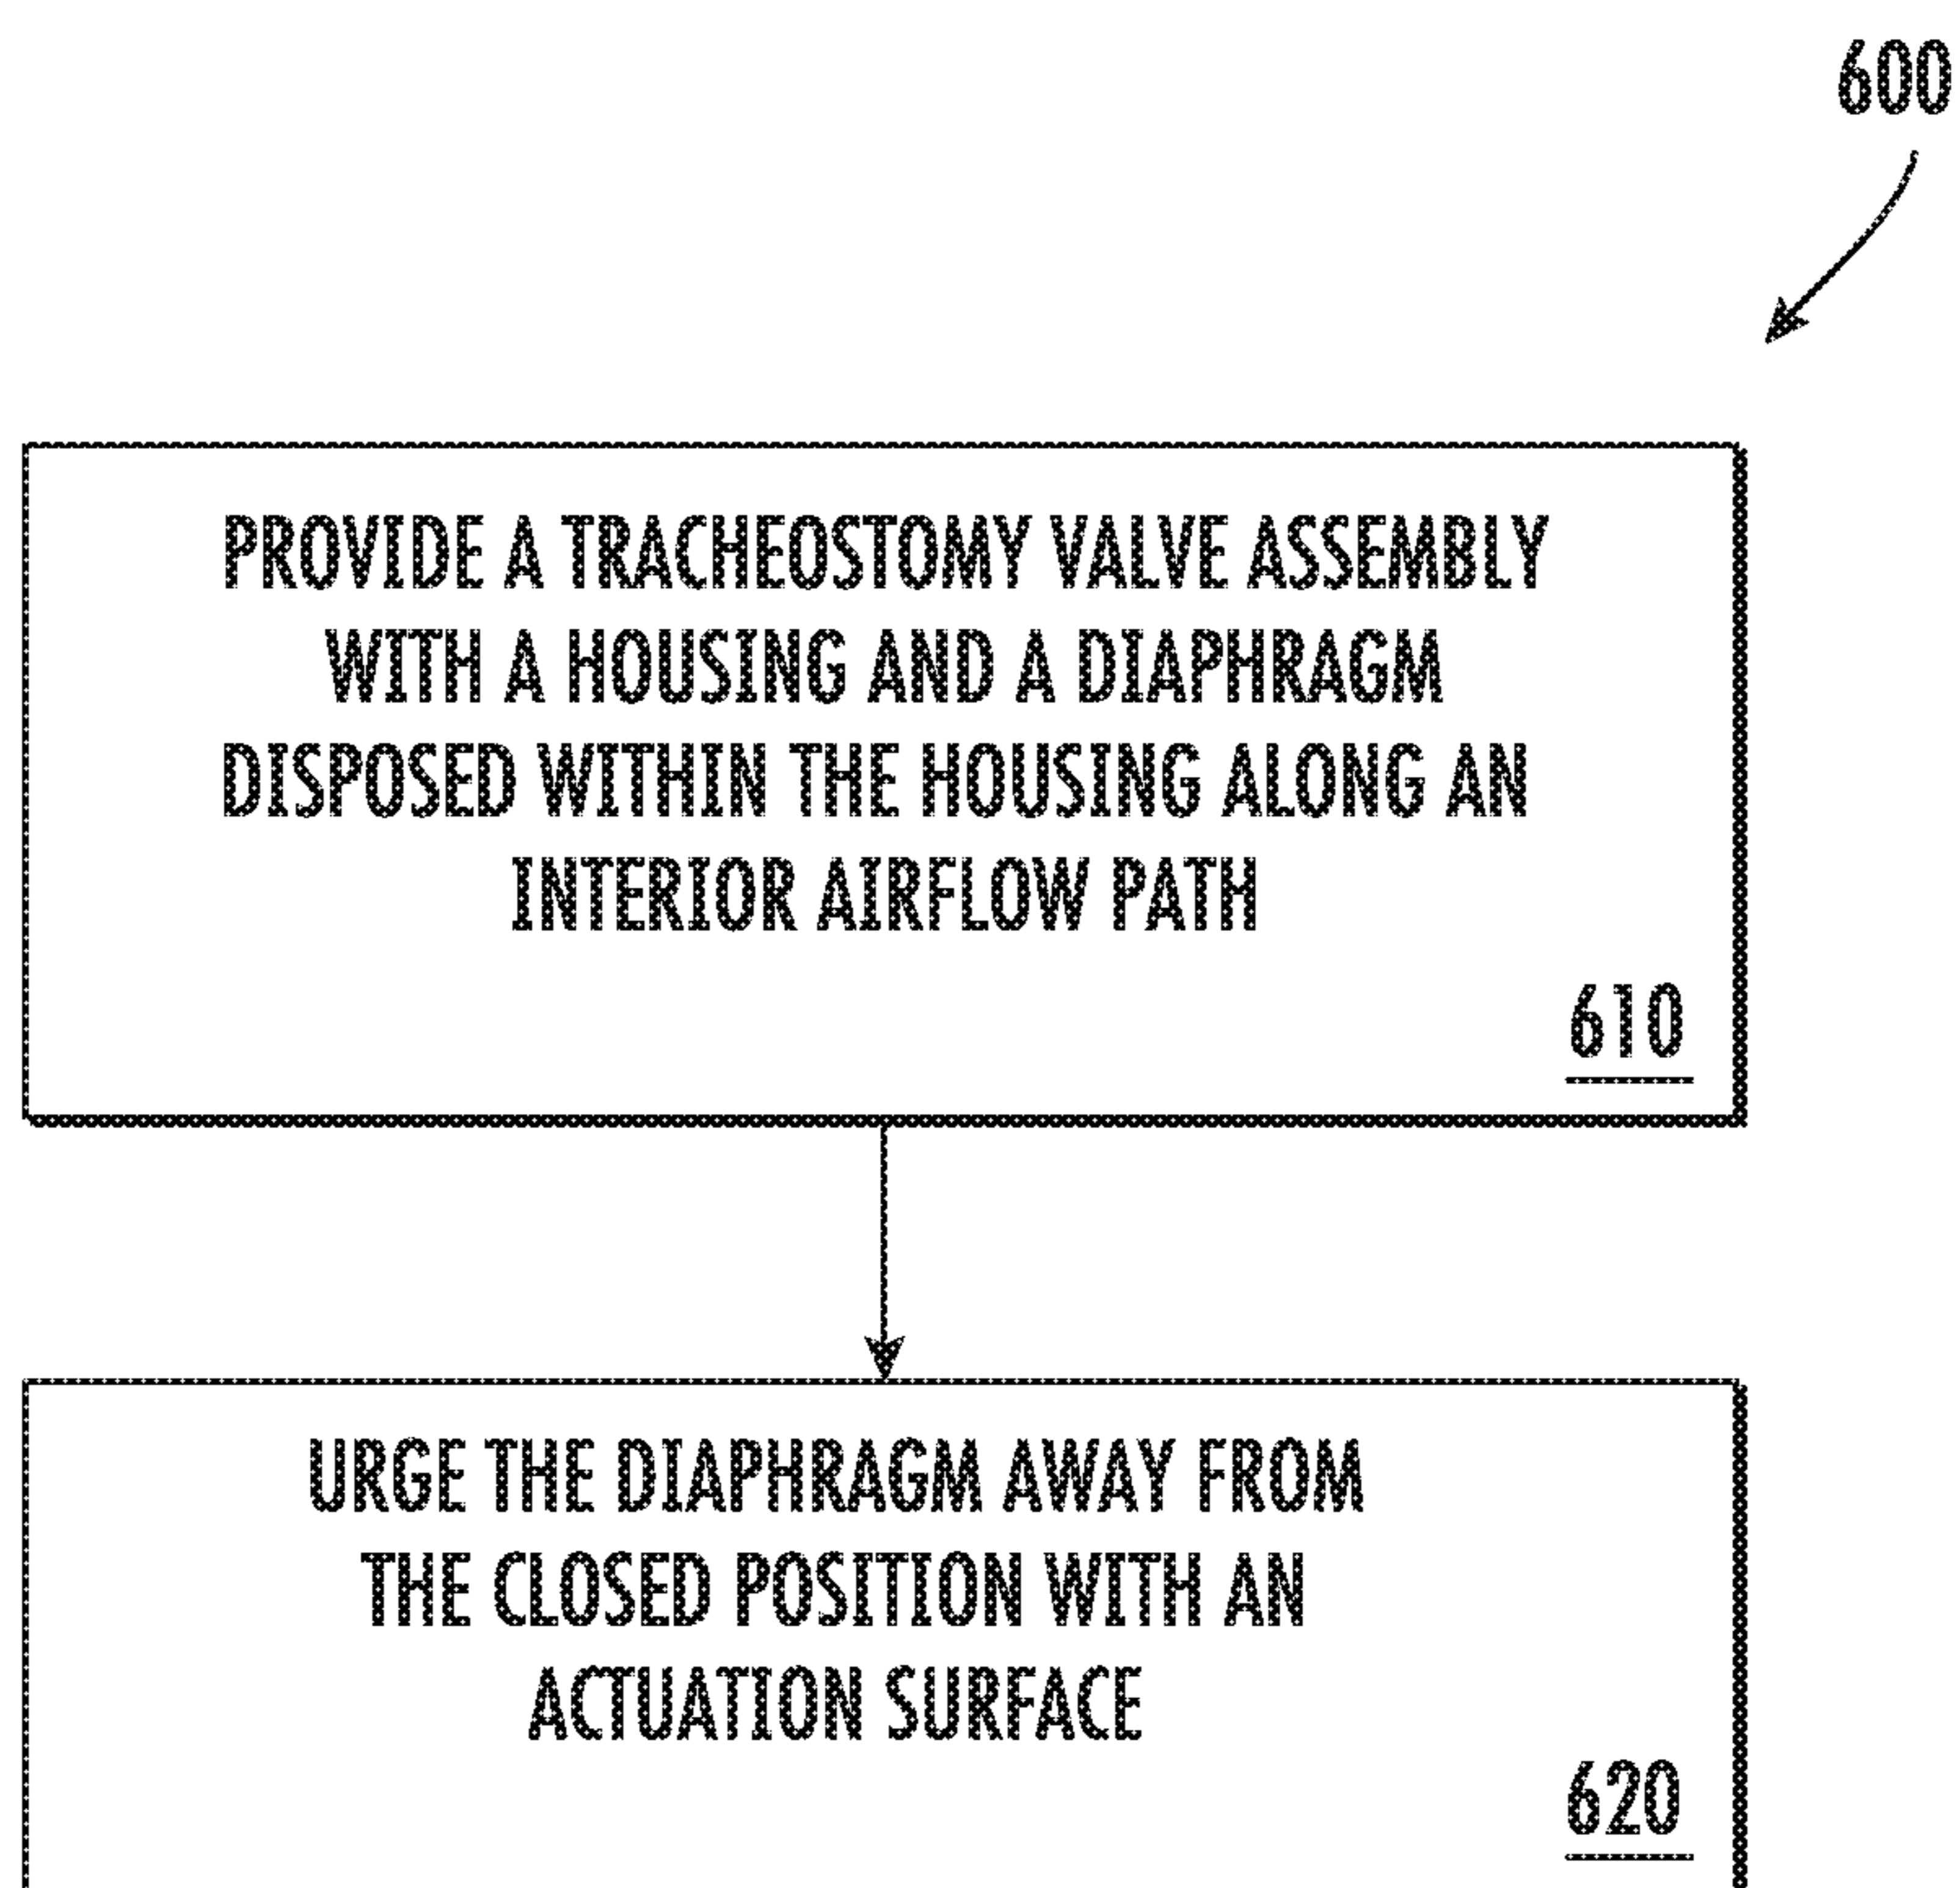 600
PROVIDE A TRACHEOSTOMY VALVE ASSEMBLY
WITH A HOUSING AND A DIAPHRAGM
DISPOSED WITHIN THE HOUSING ALONG AN
INTERIOR AIRFLOW PATH
610
URGE THE DIAPHRAGM AWAY FROM
THE CLOSED POSITION WITH AN
ACTUATION SURFACE
620